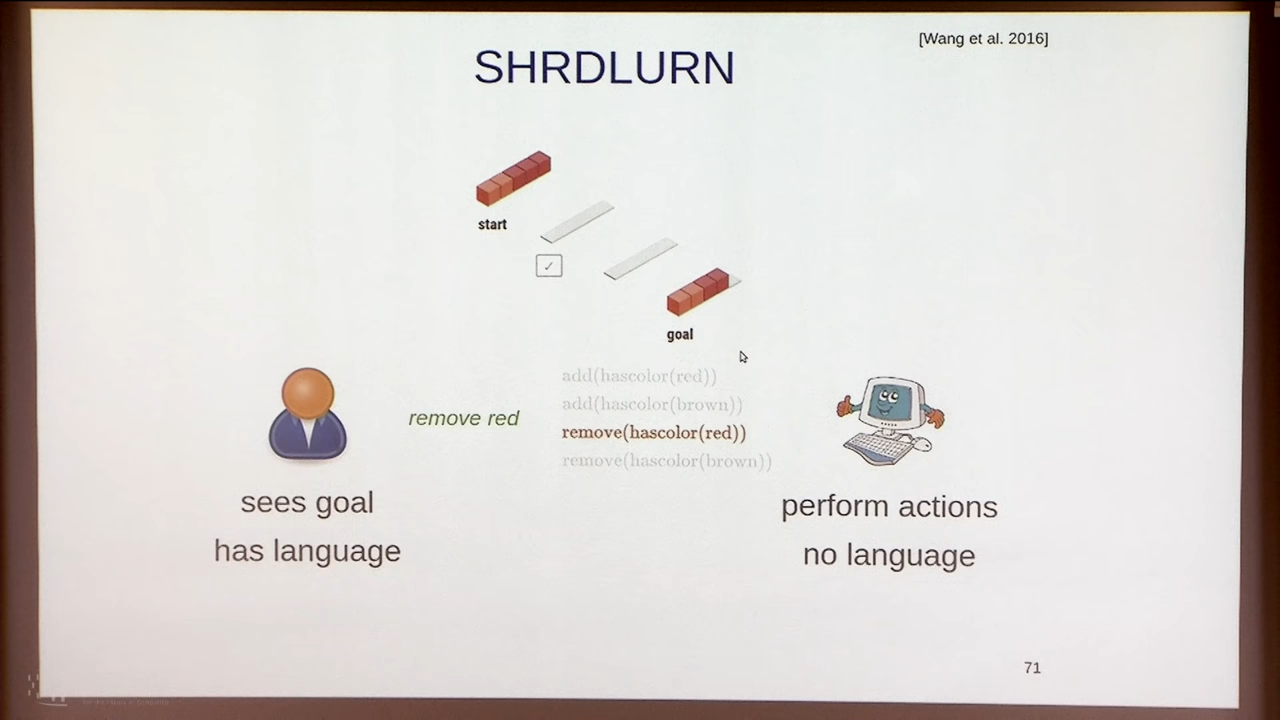 [Wang et al. 2016]
SHRDLURN
start
goal
add(hascolor(red))
add(hascolor(brown))
remove red
remove(hascolor(red))
remove(hascolor(brown))
sees goal
has language
perform actions
no language
71